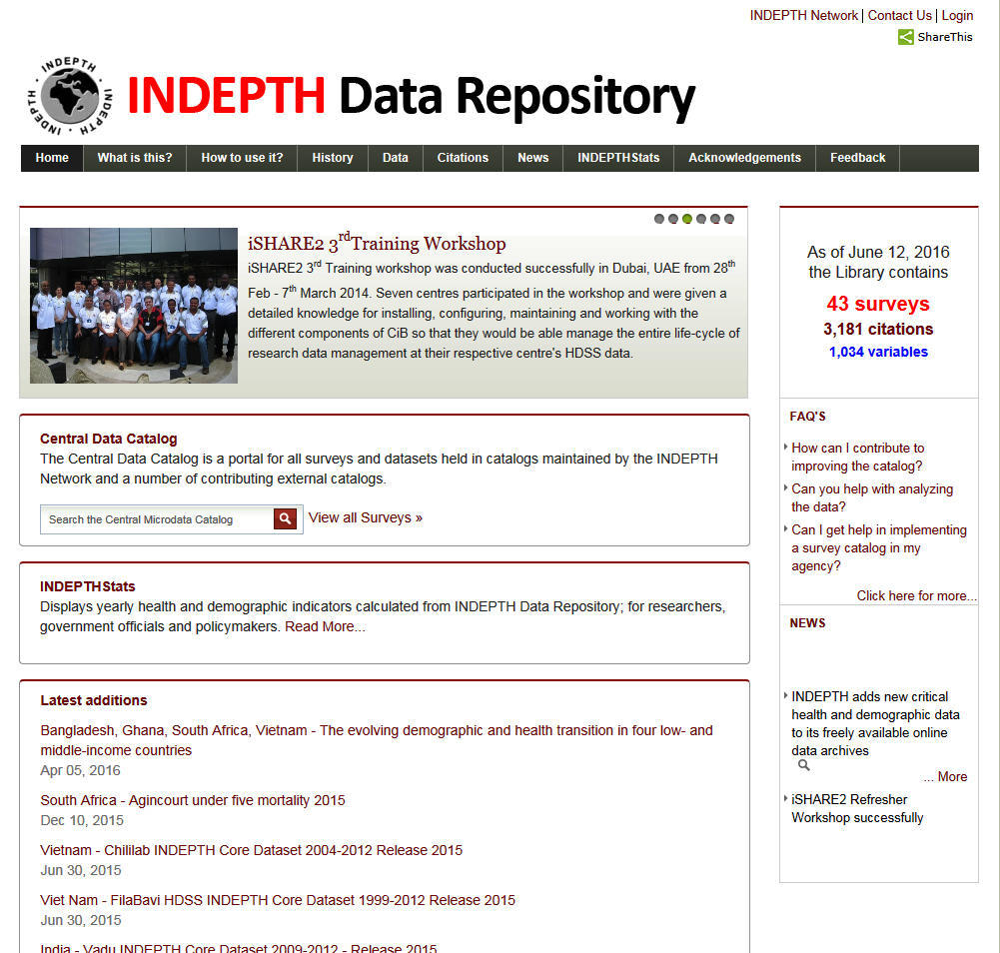 INDEPTH Network | Contact Us | Login
ShareThis
INDEPTH · INDEPTH · INDEPTH ·
INDEPTH Data Repository
Home What is this? How to use it? History Data Citations News INDEPTHStats Acknowledgements Feedback
iSHARE2 3rdTraining Workshop
iSHARE2 3rd Training workshop was conducted successfully in Dubai, UAE from 28th
Feb - 7th March 2014. Seven centres participated in the workshop and were given a
detailed knowledge for installing, configuring, maintaining and working with the
different components of CiB so that they would be able manage the entire life-cycle of
research data management at their respective centre's HDSS data.
Central Data Catalog
The Central Data Catalog is a portal for all surveys and datasets held in catalogs maintained by the INDEPTH
Network and a number of contributing external catalogs.
Search the Central Microdata Catalog View all Surveys »
INDEPTHStats
Displays yearly health and demographic indicators calculated from INDEPTH Data Repository; for researchers,
government officials and policymakers. Read More...
Latest additions
Bangladesh, Ghana, South Africa, Vietnam - The evolving demographic and health transition in four low- and
middle-income countries
Apr 05, 2016
South Africa - Agincourt under five mortality 2015
Dec 10, 2015
Vietnam - Chililab INDEPTH Core Dataset 2004-2012 Release 2015
Jun 30, 2015
Viet Nam - FilaBavi HDSS INDEPTH Core Dataset 1999-2012 Release 2015
Jun 30, 2015
India - Vadu INDEPTH Core Dataset 2009-2012 - Release 2015
As of June 12, 2016
the Library contains
43 surveys
3,181 citations
1,034 variables
FAQ'S
How can I contribute to
improving the catalog?
Can you help with analyzing
the data?
Can I get help in implementing
a survey catalog in my
agency?
Click here for more...
NEWS
INDEPTH adds new critical
health and demographic data
to its freely available online
data archives
... More
iSHARE2 Refresher
Workshop successfully